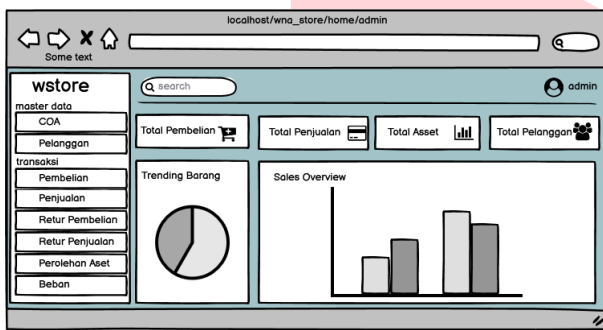 localhost/wna_store/home/admin
Some text
wstore
search
admin
master data
COA
Pelanggan
transaksi
Pembelian
Penjualan
Retur Pembelian
Retur Penjualan
Perolehan Aset
Beban
Total Pembelian
Total Penjualan
Total Asset
Total Pelanggan
Trending Barang
Sales Overview